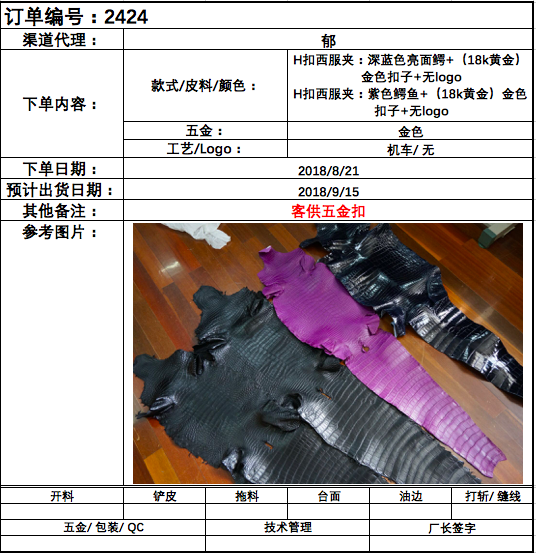 订单编号：2424
渠道代理：
郁
下单内容：
款式/皮料/颜色：
H扣西服夹：深蓝色亮面鳄+（18k黄金）
金色扣子+无logo
H扣西服夹：紫色鳄鱼+（18k黄金）金色
扣子+无logo
五金：
金色
工艺/Logo：
机车/ 无
下单日期：
2018/8/21
预计出货日期：
2018/9/15
其他备注：
客供五金扣
参考图片：
开料 铲皮 拖料 台面 油边 打斩/ 缝线
五金/ 包装/ QC 技术管理 厂长签字